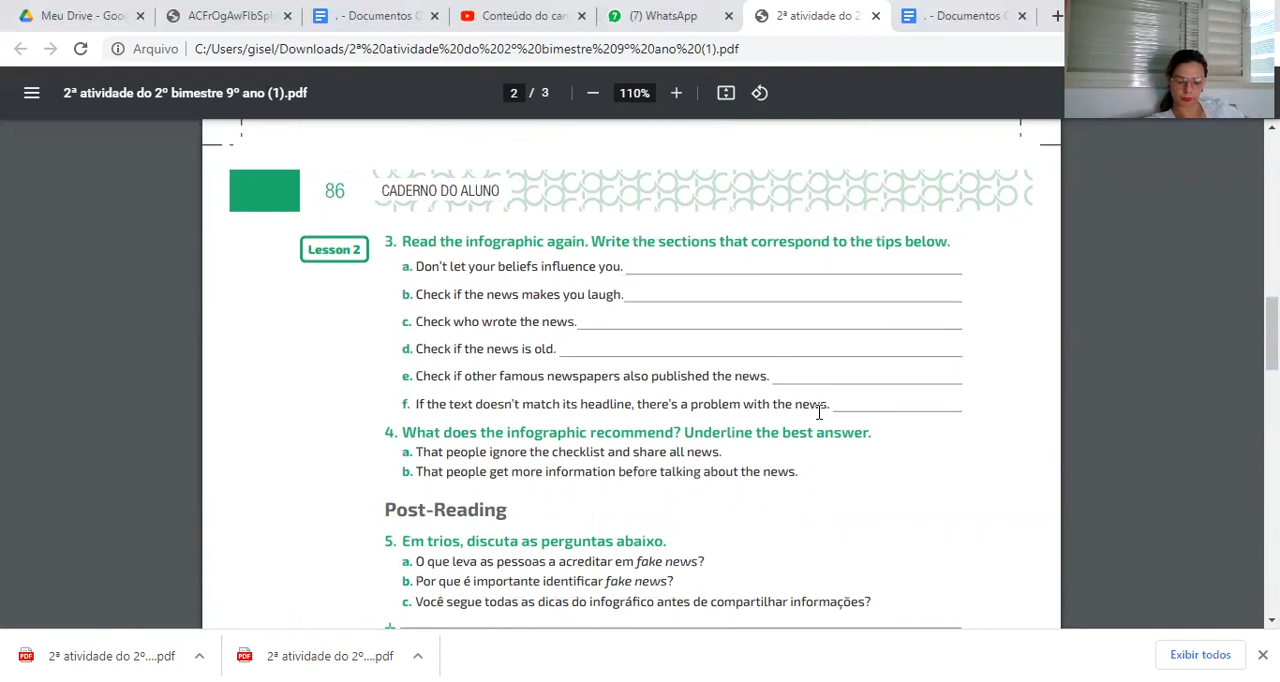 Meu Drive - Goo
ACFrOgAwFIbSpl
. - Documentos G
Conteúdo do can
(7) WhatsApp
2ª atividade do 2
. - Documentos G
Arquivo
C:/Users/gisel/Downloads/2ª%20atividade%20do%202º%20bimestre%209º%20ano%20(1).pdf
2ª atividade do 2º bimestre 9º ano (1).pdf
2 / 3
110%
86
CADERNO DO ALUNO
Lesson 2
3. Read the infographic again. Write the sections that correspond to the tips below.
a. Don't let your beliefs influence you.
b. Check if the news makes you laugh.
c. Check who wrote the news.
d. Check if the news is old.
e. Check if other famous newspapers also published the news.
f. If the text doesn't match its headline, there's a problem with the news.
4. What does the infographic recommend? Underline the best answer.
a. That people ignore the checklist and share all news.
b. That people get more information before talking about the news.
Post-Reading
5. Em trios, discuta as perguntas abaixo.
a. O que leva as pessoas a acreditar em fake news?
b. Por que é importante identificar fake news?
c. Você segue todas as dicas do infográfico antes de compartilhar informações?
2ª atividade do 2º....pdf
2ª atividade do 2º....pdf
Exibir todos